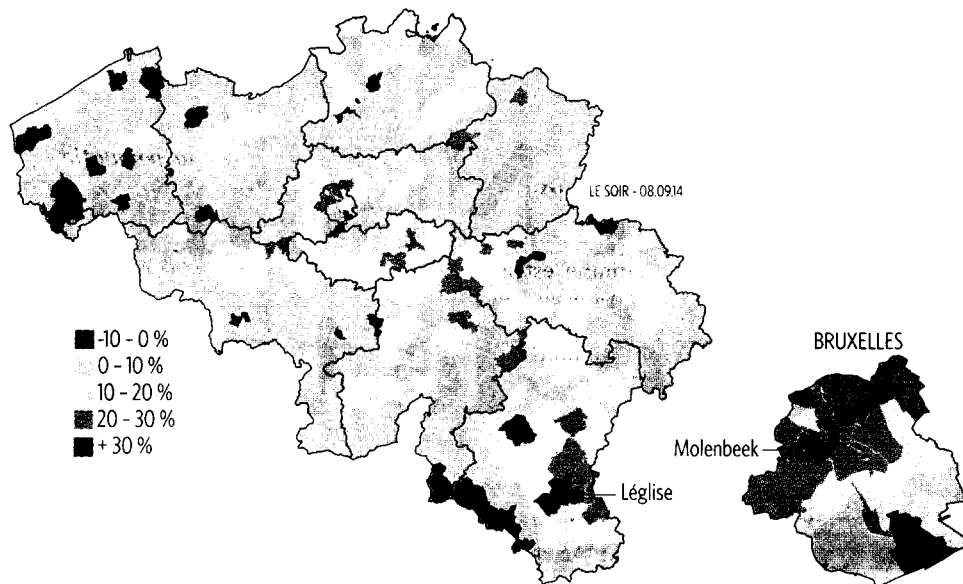 LE SOIR - 08.09.14
-10 - 0 %
0 - 10 %
10 - 20 %
20 - 30 %
+ 30 %
BRUXELLES
Molenbeek
Léglise